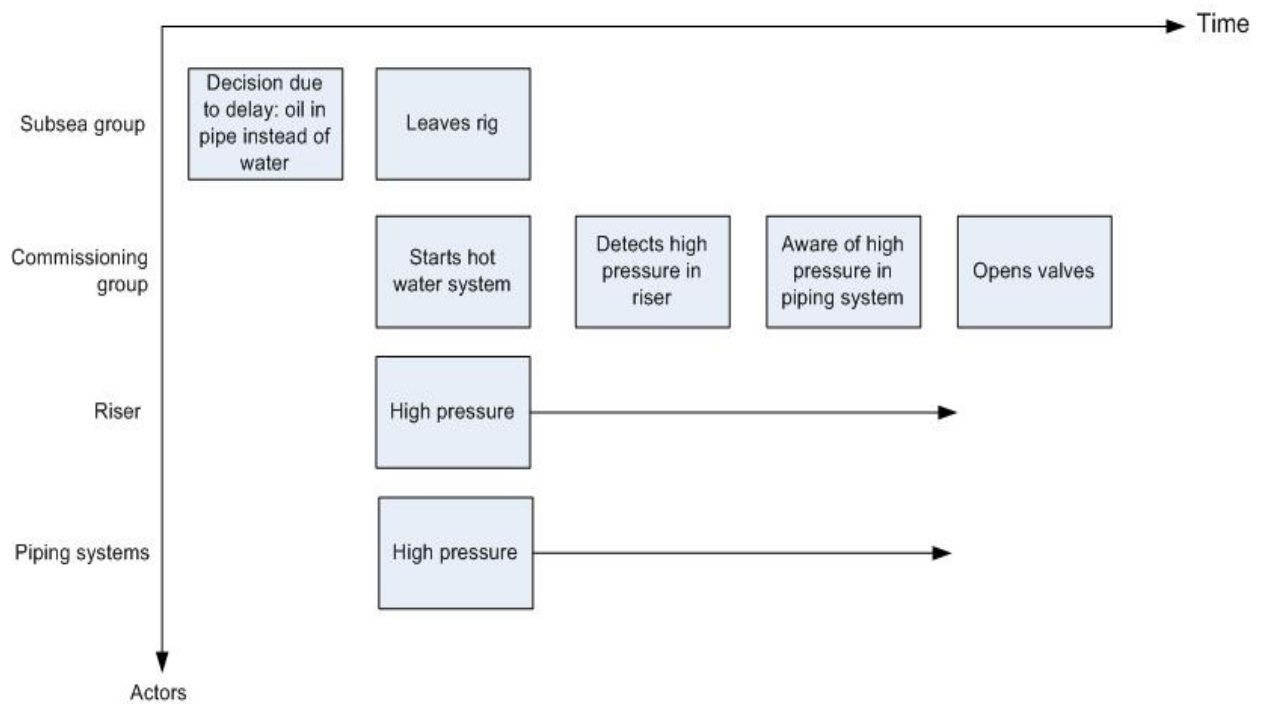 Time
Subsea group
Decision due
to delay: oil in
pipe instead of
water
Leaves rig
Commissioning
group
Starts hot
water system
Detects high
pressure in
riser
Aware of high
pressure in
piping system
Opens valves
Riser
High pressure
Piping systems
High pressure
Actors